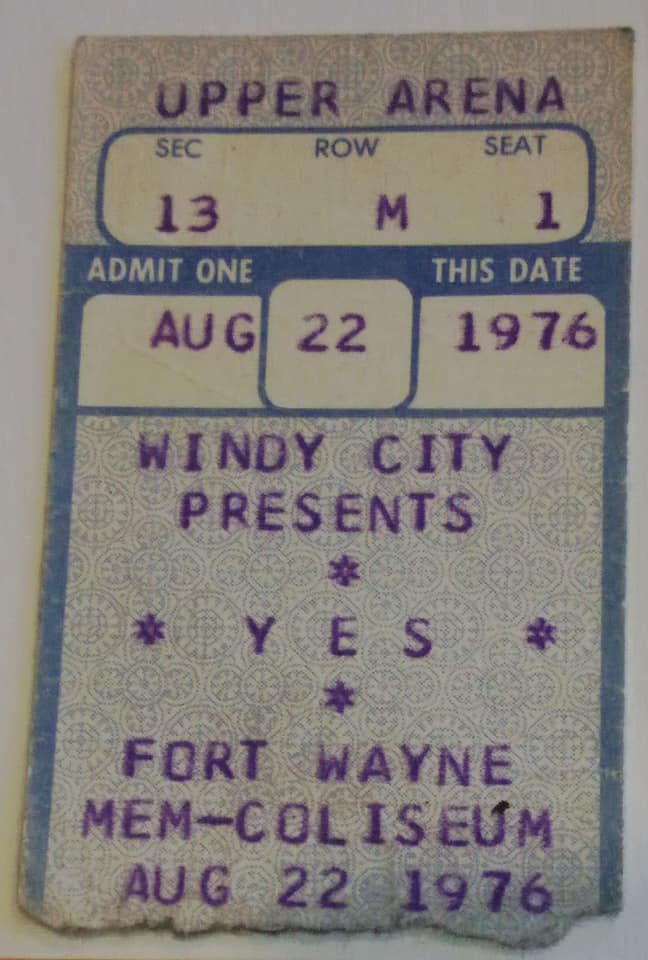 UPPER ARENA
SEC ROW SEAT
13 M 1
ADMIT ONE THIS DATE
AUG 22 1976
WINDY CITY
PRESENTS
*
* Y E S *
*
FORT WAYNE
MEM-COLISEUM
AUG 22 1976